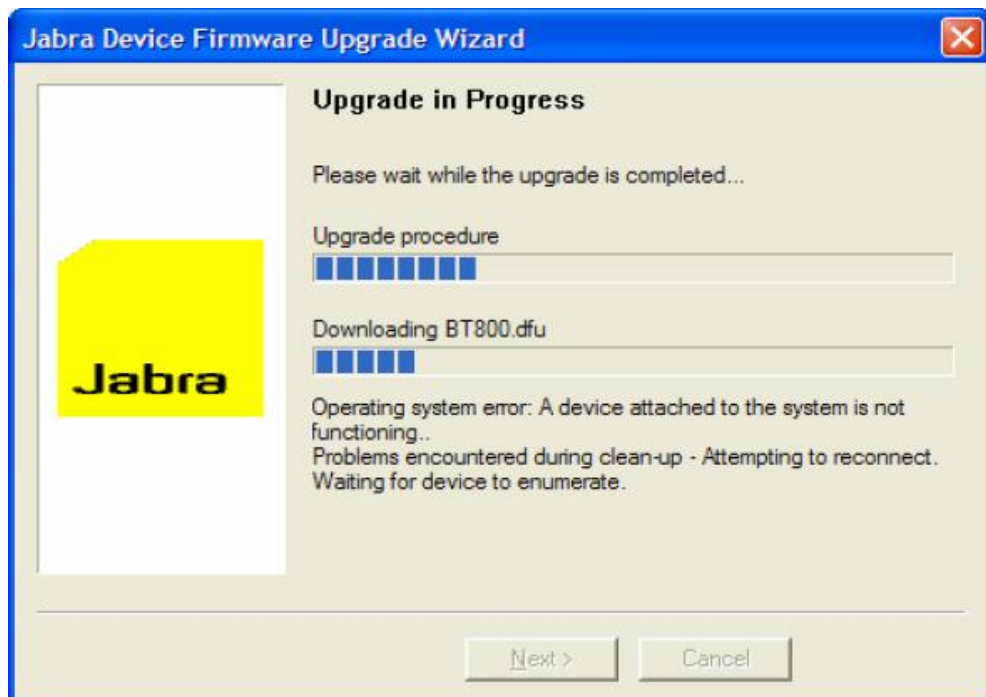 Jabra Device Firmware Upgrade Wizard
Upgrade in Progress
Please wait while the upgrade is completed...
Upgrade procedure
Downloading BT800.dfu
Jabra
Operating system error: A device attached to the system is not
functioning..
Problems encountered during clean-up - Attempting to reconnect.
Waiting for device to enumerate.
Next >
Cancel